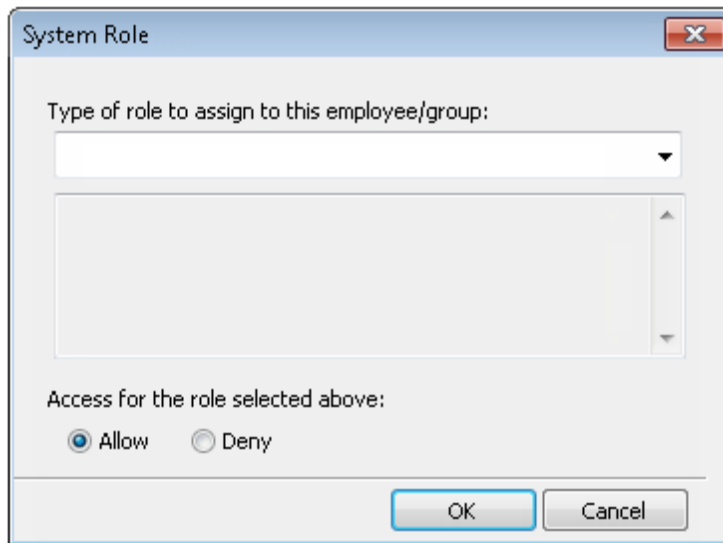 System Role
Type of role to assign to this employee/group:
Access for the role selected above:
Allow Deny
OK Cancel